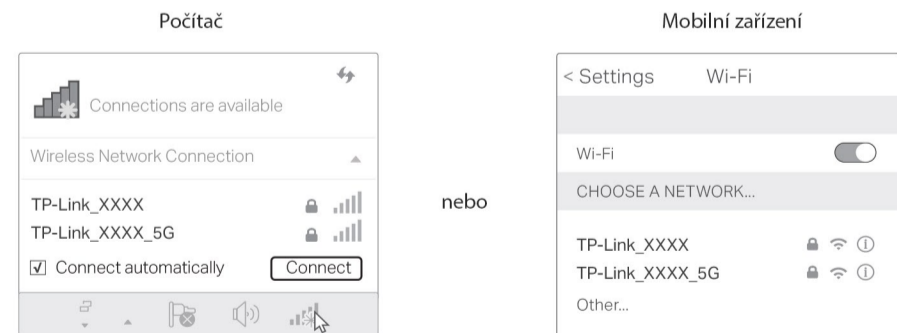 Počítač
Connections are available
Wireless Network Connection
TP-Link_XXXX
TP-Link_XXXX_5G
Connect automatically
Connect
nebo
Mobilní zařízení
< Settings Wi-Fi
Wi-Fi
CHOOSE A NETWORK...
TP-Link_XXXX
TP-Link_XXXX_5G
Other...